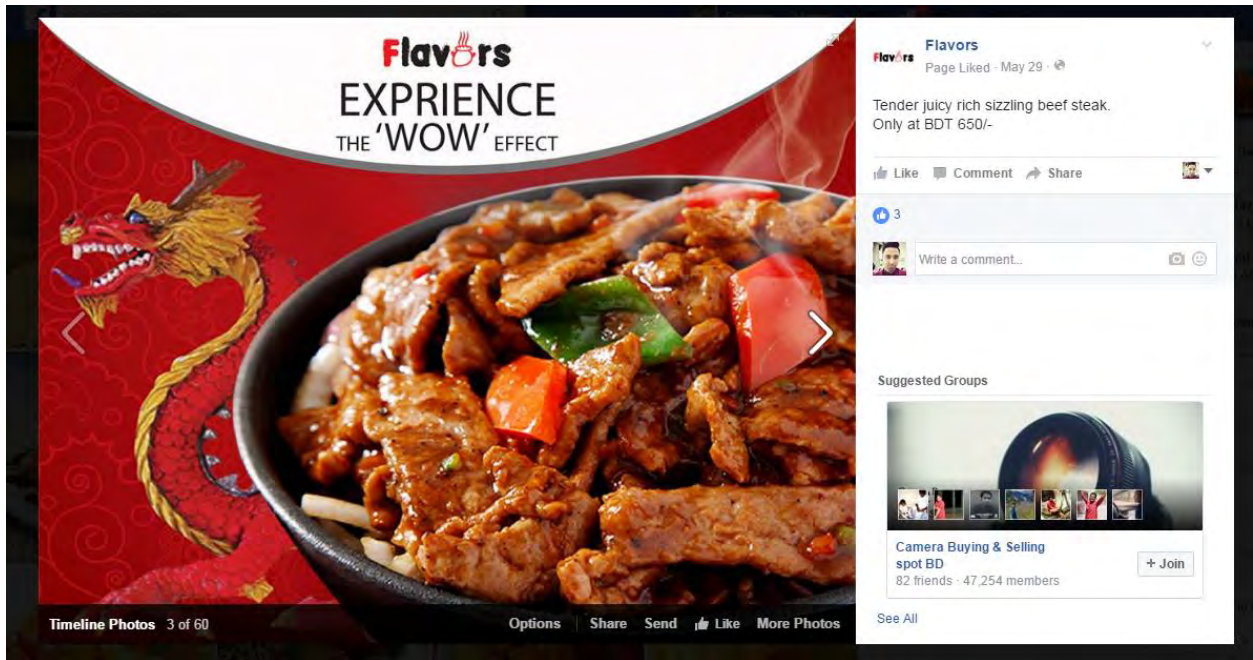 Flavors
EXPRIENCE
THE 'WOW' EFFECT
Timeline Photos 3 of 60
Options Share Send Like More Photos
Flavors
Flavors
Page Liked · May 29 ·
Tender juicy rich sizzling beef steak.
Only at BDT 650/-
Like Comment Share
3
Write a comment...
Suggested Groups
Camera Buying & Selling
spot BD
82 friends · 47,254 members
+ Join
See All